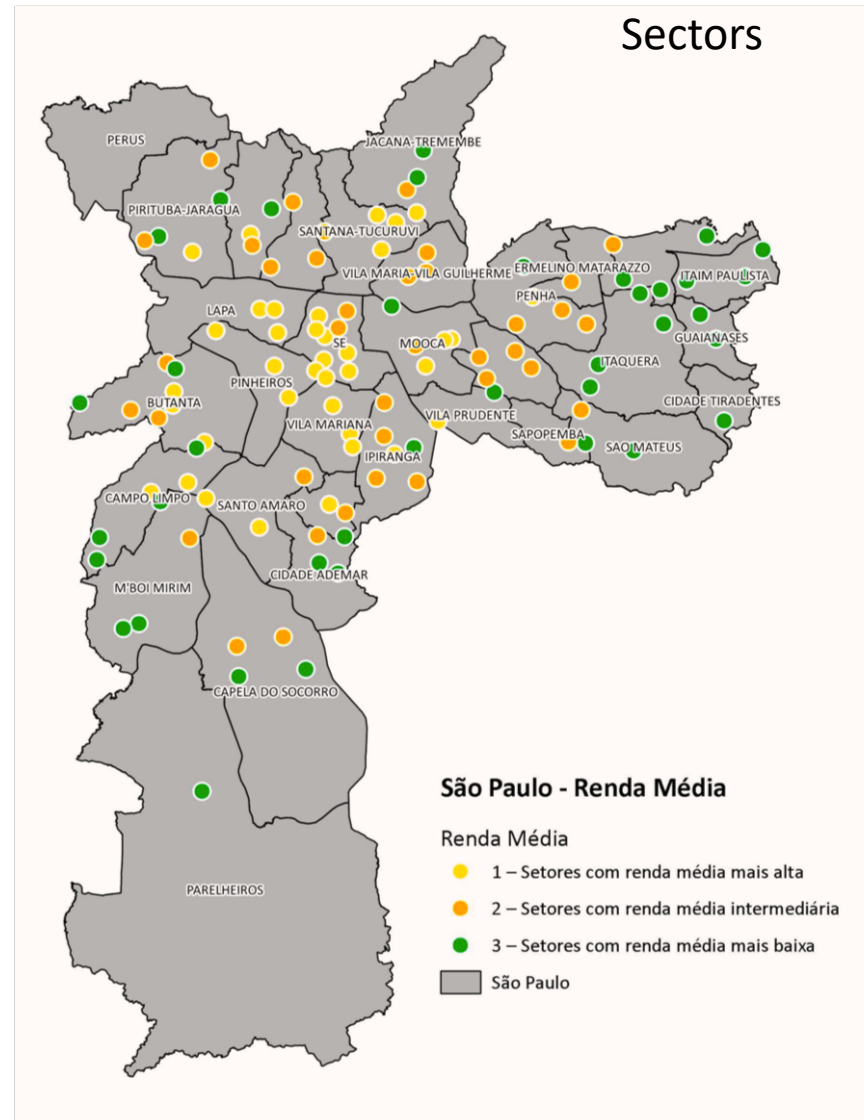 Sectors
PERUS
JACANA-TREMEMBE
PIRITUBA-JARAGUA
SANTANA-TUCURUVI
VILA MARIA-VILA GUILHERME
ERMELINO MATARAZZO
ITAIM PAULISTA
PENHA
LAPA
SE
MOOCA
GUAIANASES
ITAQUERA
PINHEIROS
BUTANTA
CIDADE TIRADENTES
VILA PRUDENTE
VILA MARIANA
SAPOPEMBA
SAO MATEUS
IPIRANGA
CAMPO LIMPO
SANTO AMARO
CIDADE ADEMAR
M'BOI MIRIM
CAPELA DO SOCORRO
PARELHEIROS
São Paulo - Renda Média
Renda Média
1 – Setores com renda média mais alta
2 – Setores com renda média intermediária
3 – Setores com renda média mais baixa
São Paulo